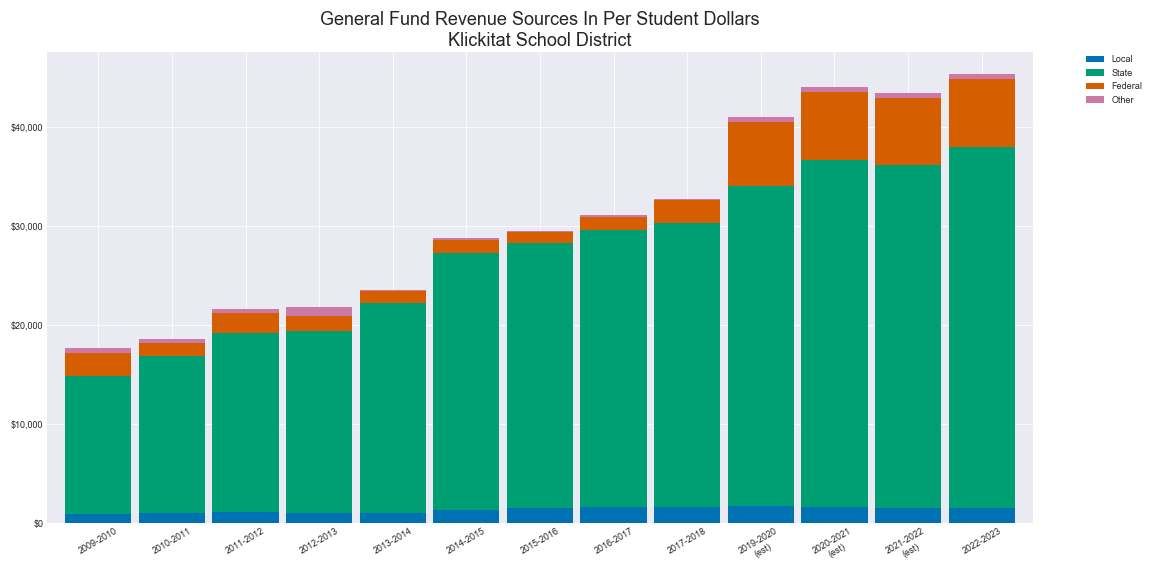 General Fund Revenue Sources In Per Student Dollars
Klickitat School District
Local
State
Federal
Other
$40,000
$30,000
$20,000
$10,000
$0
2009-2010
2010-2011
2011-2012
2012-2013
2013-2014
2014-2015
2015-2016
2016-2017
2017-2018
2019-2020
(est)
2020-2021
(est)
2021-2022
(est)
2022-2023